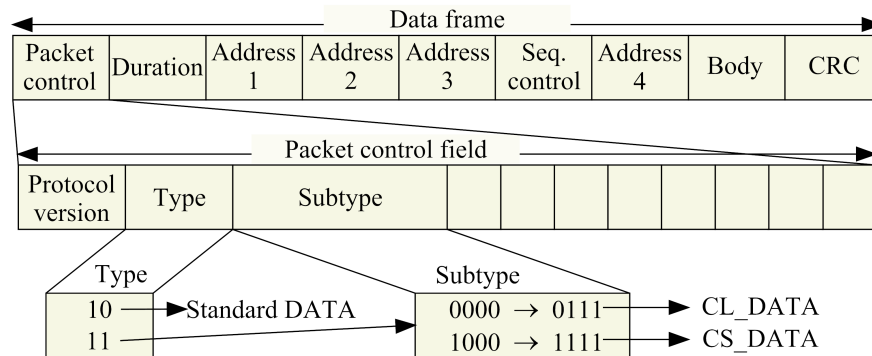 Data frame
Packet control
Duration
Address 1
Address 2
Address 3
Seq. control
Address 4
Body
CRC
Packet control field
Protocol version
Type
Subtype
Type
Subtype
10
Standard DATA
0000 → 0111
CL_DATA
11
1000 → 1111
CS_DATA